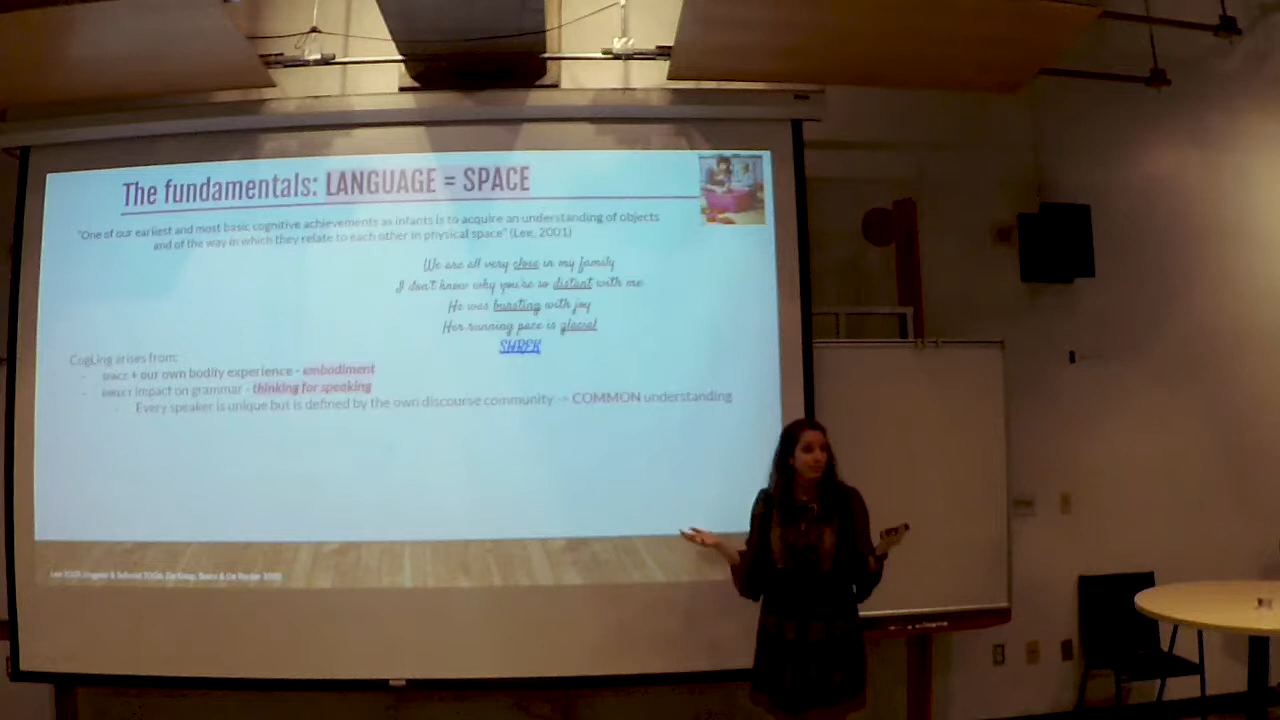 The fundamentals: LANGUAGE = SPACE
"One of our earliest and most basic cognitive achievements as infants is to acquire an understanding of objects
and of the way in which they relate to each other in physical space" (Lee, 2001)
We are all very close in my family
I don't know why you're so distant with me
He was bursting with joy
Her running pace is glacial
SHREK
CogLing arises from:
- SPACE + our own bodily experience - embodiment
- DIRECT impact on grammar - thinking for speaking
- Every speaker is unique but is defined by the own discourse community -> COMMON understanding